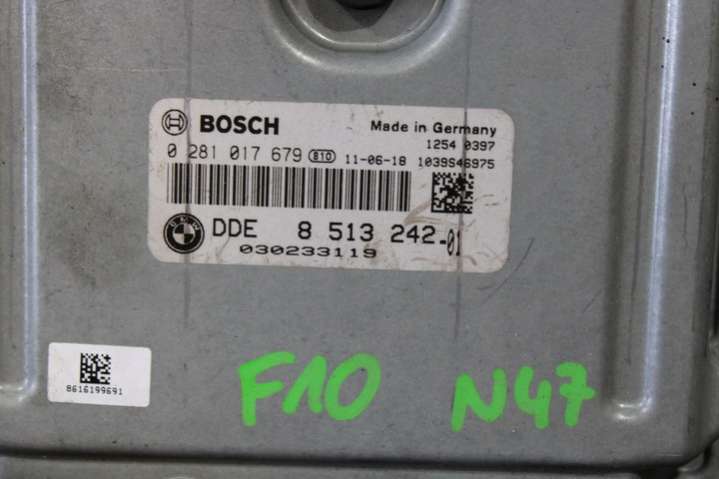 BOSCH Made in Germany
1254 0397
0 281 017 679 B10 11-06-18 1039S46975
DDE 8 513 242-01
030233119
8616199691
F10 N47